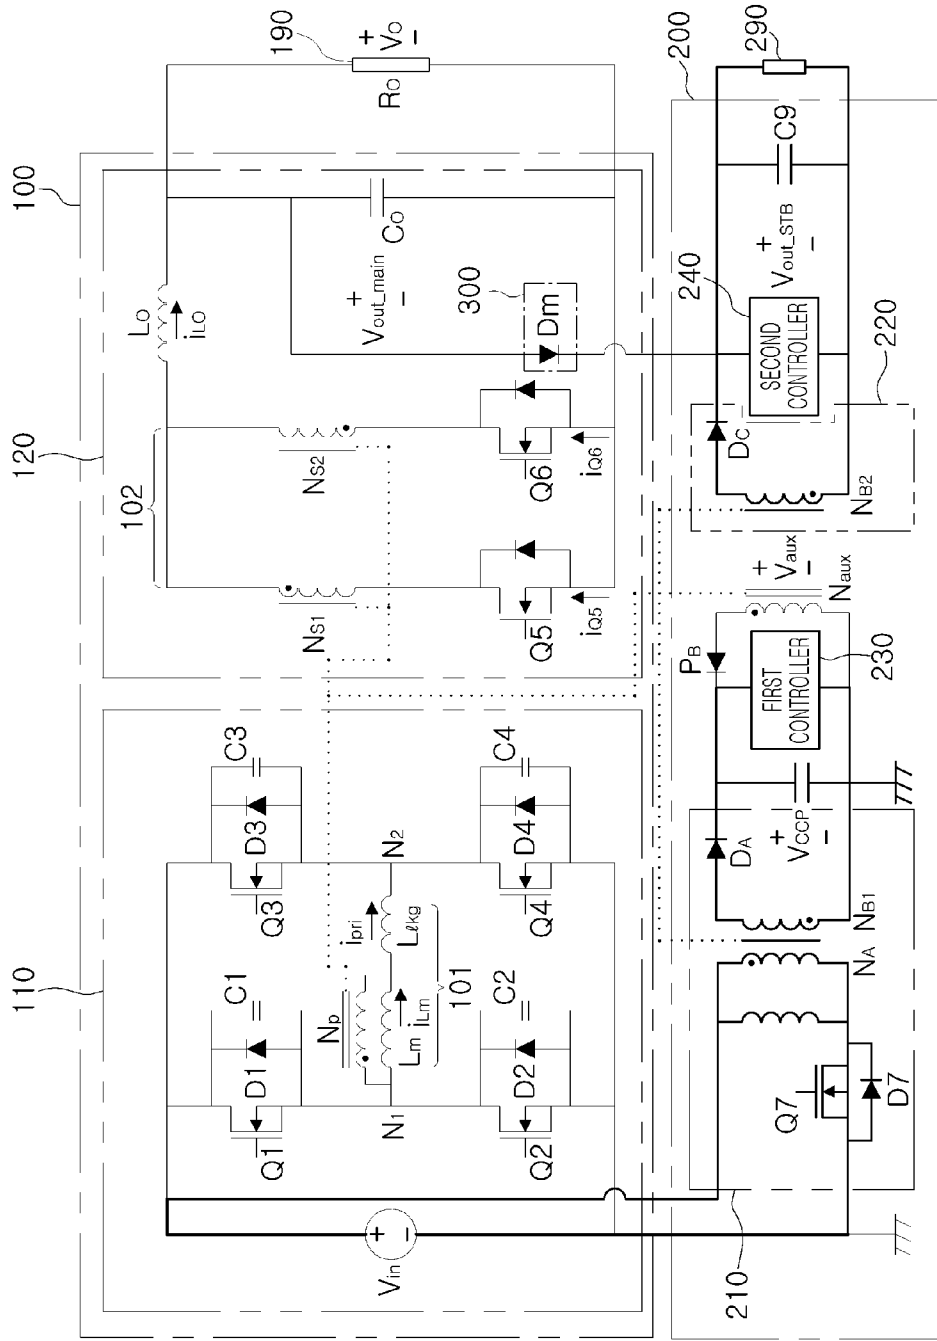 100
110
120
102
LO
iLO
190
+
VO
−
RO
CO
Vout_main
+
−
300
Dm
NS1
NS2
Q5
iQ5
Q6
iQ6
Q1
D1
C1
Q3
D3
C3
Np
Lm
iLm
ipri
Lℓkg
101
N1
N2
Q2
D2
C2
Q4
D4
C4
Vin
+
−
200
290
C9
Vout_STB
+
−
240
SECOND
CONTROLLER
220
DC
NB2
Vaux
+
−
Naux
PB
FIRST
CONTROLLER
230
DA
VCCP
+
−
NB1
NA
Q7
D7
210